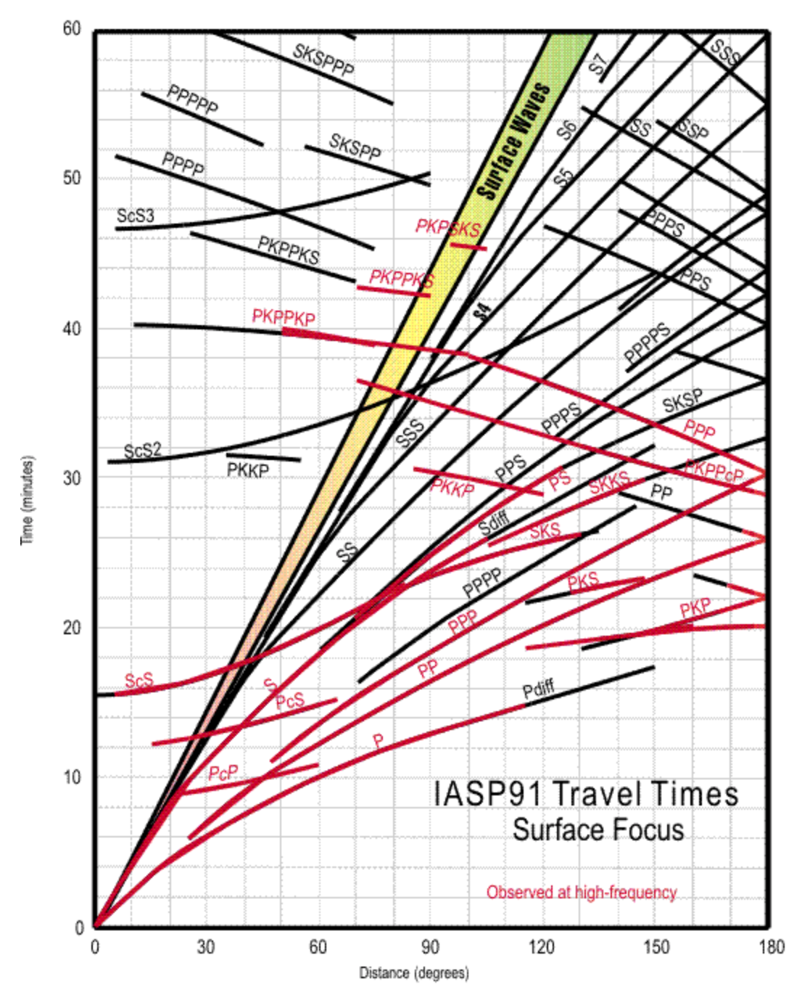 60
SKSPPP
S7
SSS
PPPPP
Surface Waves
S6
SS
SSP
SKSPP
PPPP
50
S5
ScS3
PKPSKS
PPPS
PKPPKS
PKPPKS
PPS
S4
PKPPKP
40
PPPPS
SKSP
PPPS
PPP
SSS
ScS2
PKKP
PPS
PKPPcP
30
PKKP
PS
SKKS
PP
Sdiff
SKS
SS
PPPP
PKS
PPP
PKP
20
PP
ScS
S
PcS
Pdiff
P
10
PcP
IASP91 Travel Times
Surface Focus
Observed at high-frequency
0
0 30 60 90 120 150 180
Distance (degrees)
Time (minutes)